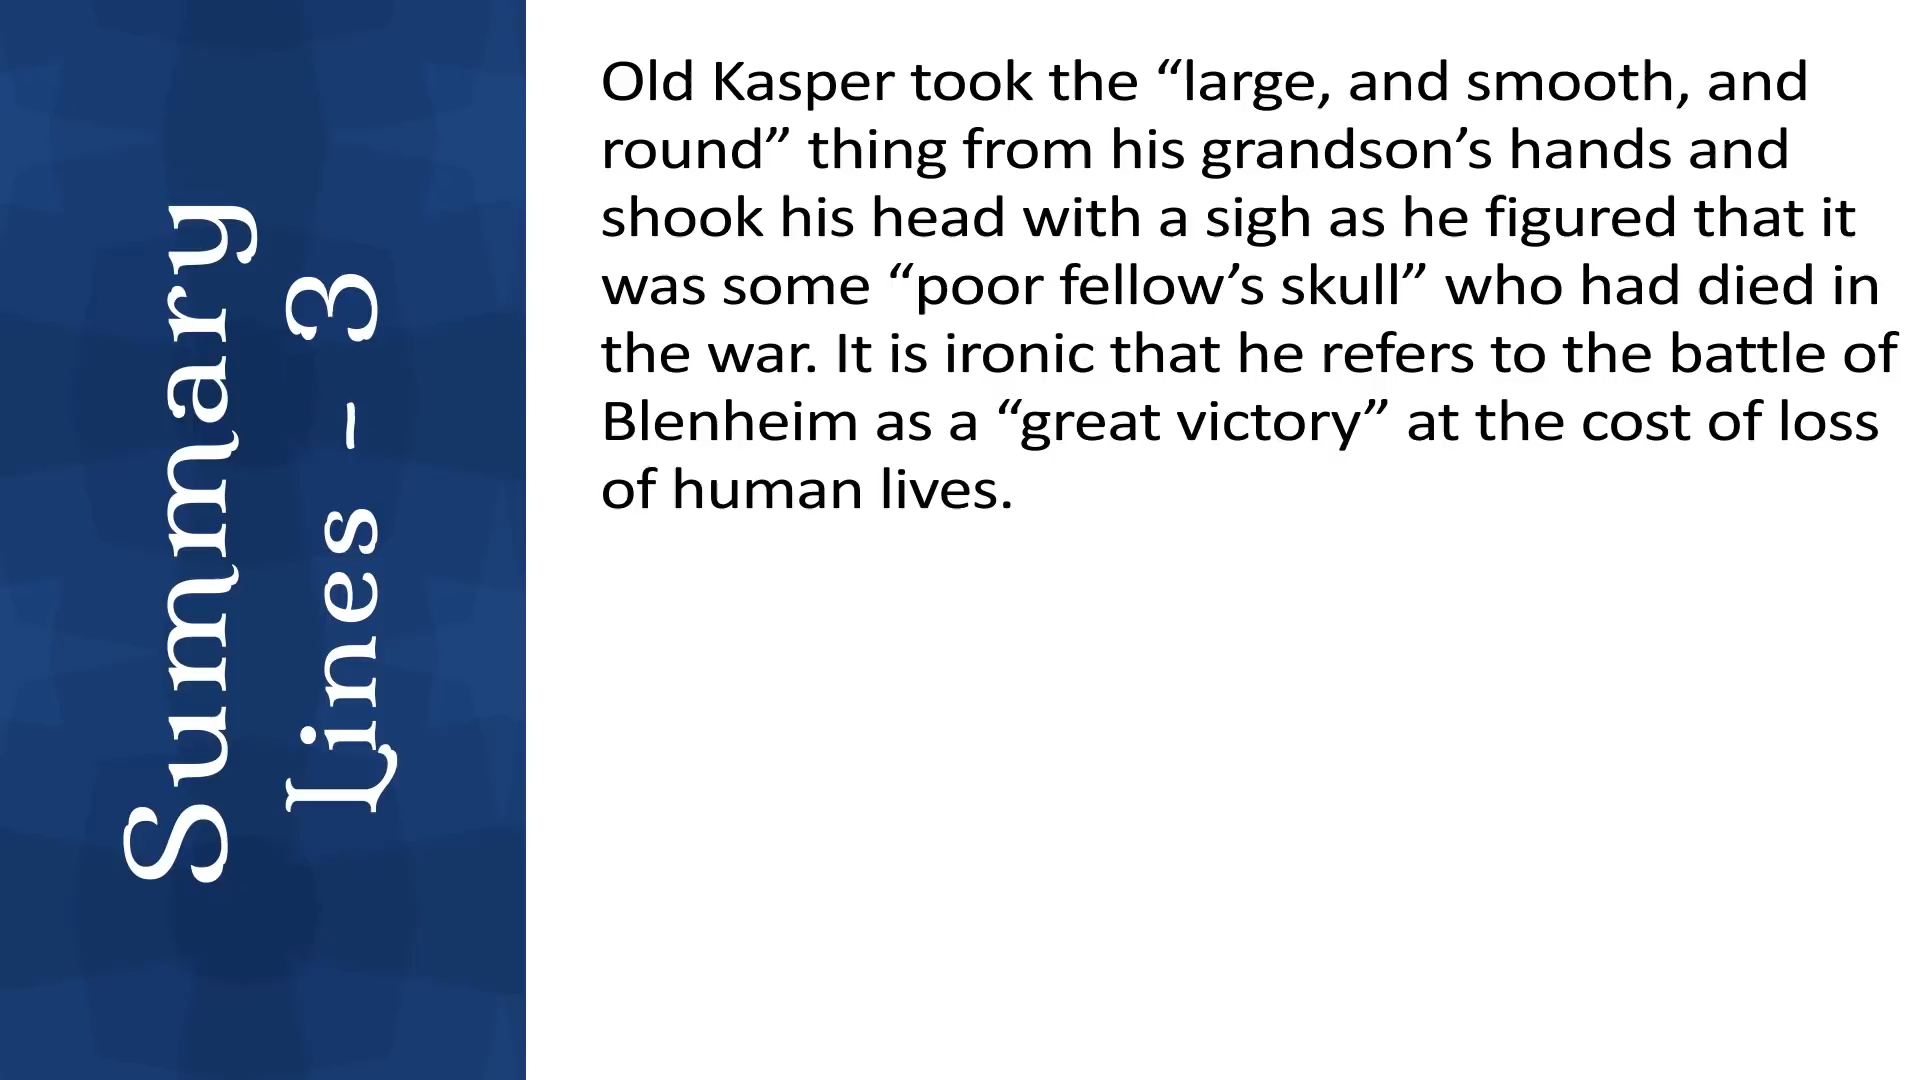 Summary
Lines - 3
Old Kasper took the “large, and smooth, and
round” thing from his grandson’s hands and
shook his head with a sigh as he figured that it
was some “poor fellow’s skull” who had died in
the war. It is ironic that he refers to the battle of
Blenheim as a “great victory” at the cost of loss
of human lives.